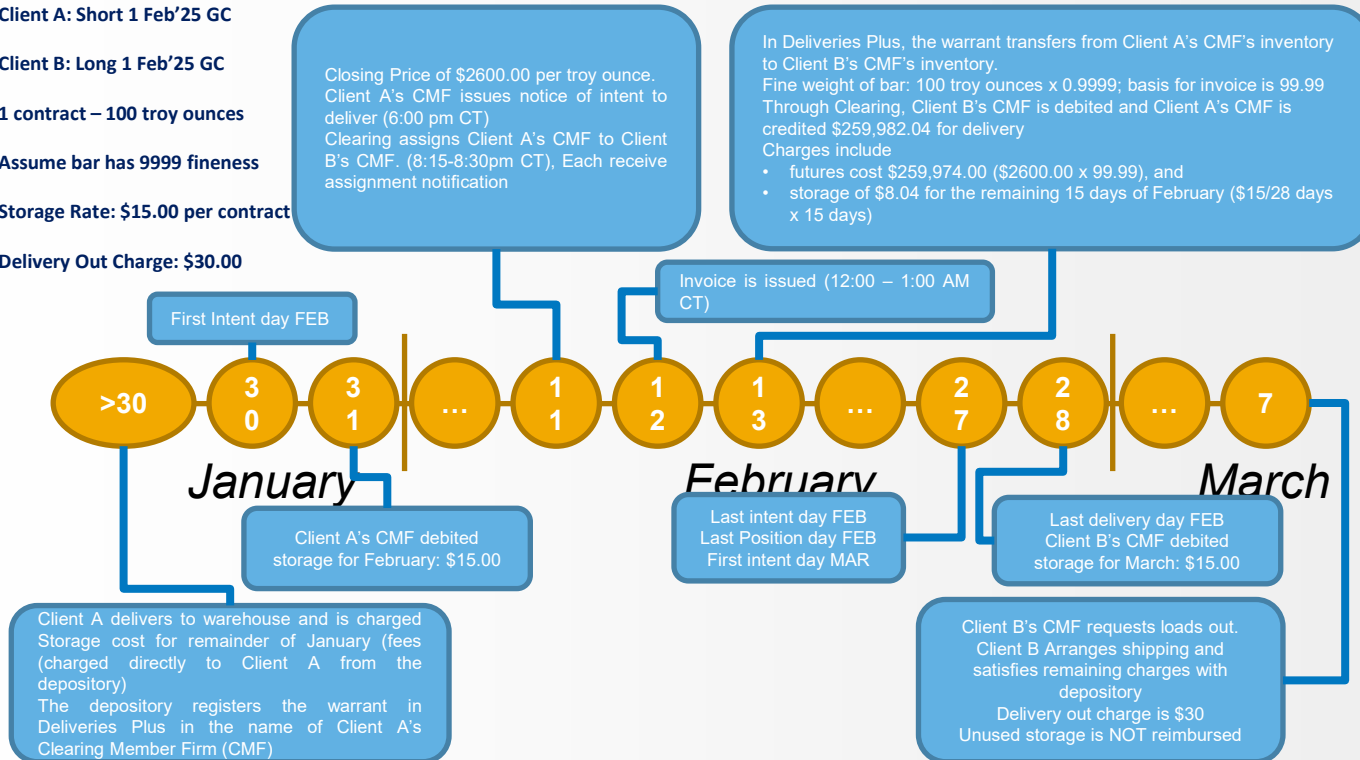 Client A: Short 1 Feb’25 GC
Client B: Long 1 Feb’25 GC
1 contract – 100 troy ounces
Assume bar has 9999 fineness
Storage Rate: $15.00 per contract
Delivery Out Charge: $30.00
Closing Price of $2600.00 per troy ounce.
Client A’s CMF issues notice of intent to
deliver (6:00 pm CT)
Clearing assigns Client A’s CMF to Client
B’s CMF. (8:15-8:30pm CT), Each receive
assignment notification
In Deliveries Plus, the warrant transfers from Client A’s CMF’s inventory
to Client B’s CMF’s inventory.
Fine weight of bar: 100 troy ounces x 0.9999; basis for invoice is 99.99
Through Clearing, Client B’s CMF is debited and Client A’s CMF is
credited $259,982.04 for delivery
Charges include
• futures cost $259,974.00 ($2600.00 x 99.99), and
• storage of $8.04 for the remaining 15 days of February ($15/28 days
x 15 days)
Invoice is issued (12:00 – 1:00 AM
CT)
First Intent day FEB
>30
3
0
3
1
...
1
1
1
2
1
3
...
2
7
2
8
...
7
January
February
March
Client A’s CMF debited
storage for February: $15.00
Last intent day FEB
Last Position day FEB
First intent day MAR
Last delivery day FEB
Client B’s CMF debited
storage for March: $15.00
Client A delivers to warehouse and is charged
Storage cost for remainder of January (fees
(charged directly to Client A from the
depository)
The depository registers the warrant in
Deliveries Plus in the name of Client A’s
Clearing Member Firm (CMF)
Client B’s CMF requests loads out.
Client B Arranges shipping and
satisfies remaining charges with
depository
Delivery out charge is $30
Unused storage is NOT reimbursed